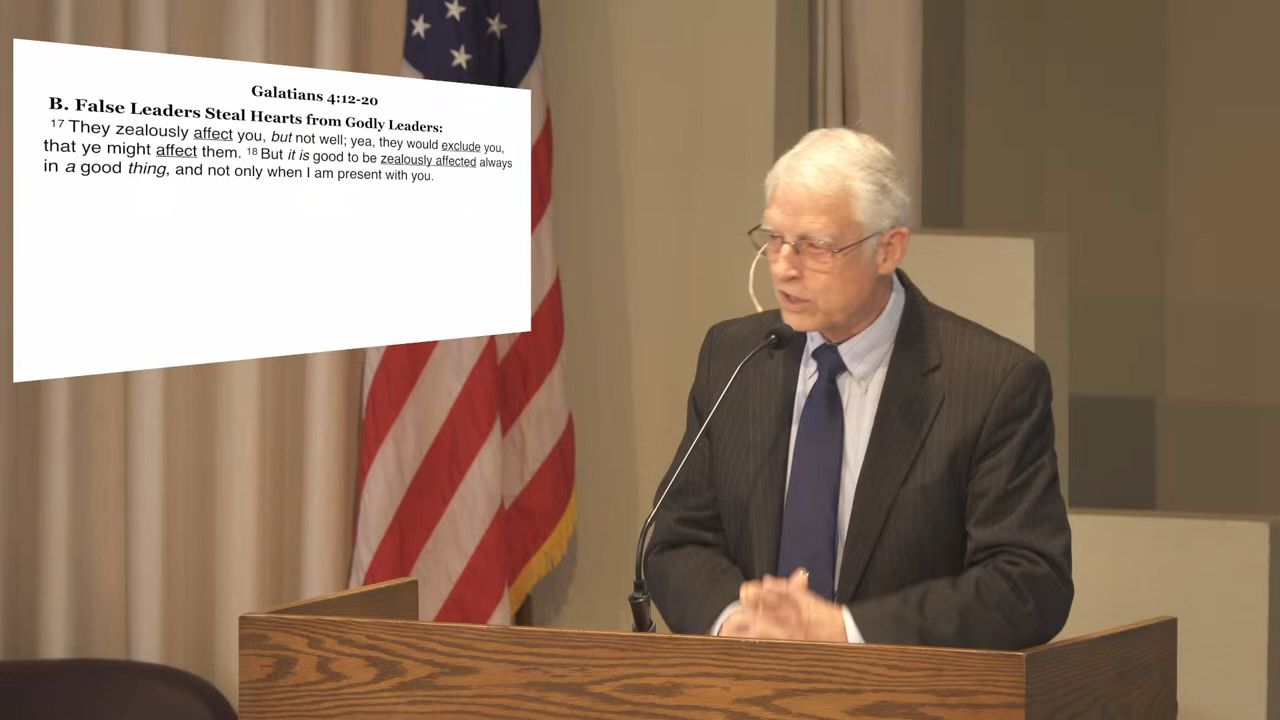 Galatians 4:12-20
B. False Leaders Steal Hearts from Godly Leaders:
17 They zealously affect you, but not well; yea, they would exclude you,
that ye might affect them. 18 But it is good to be zealously affected always
in a good thing, and not only when I am present with you.